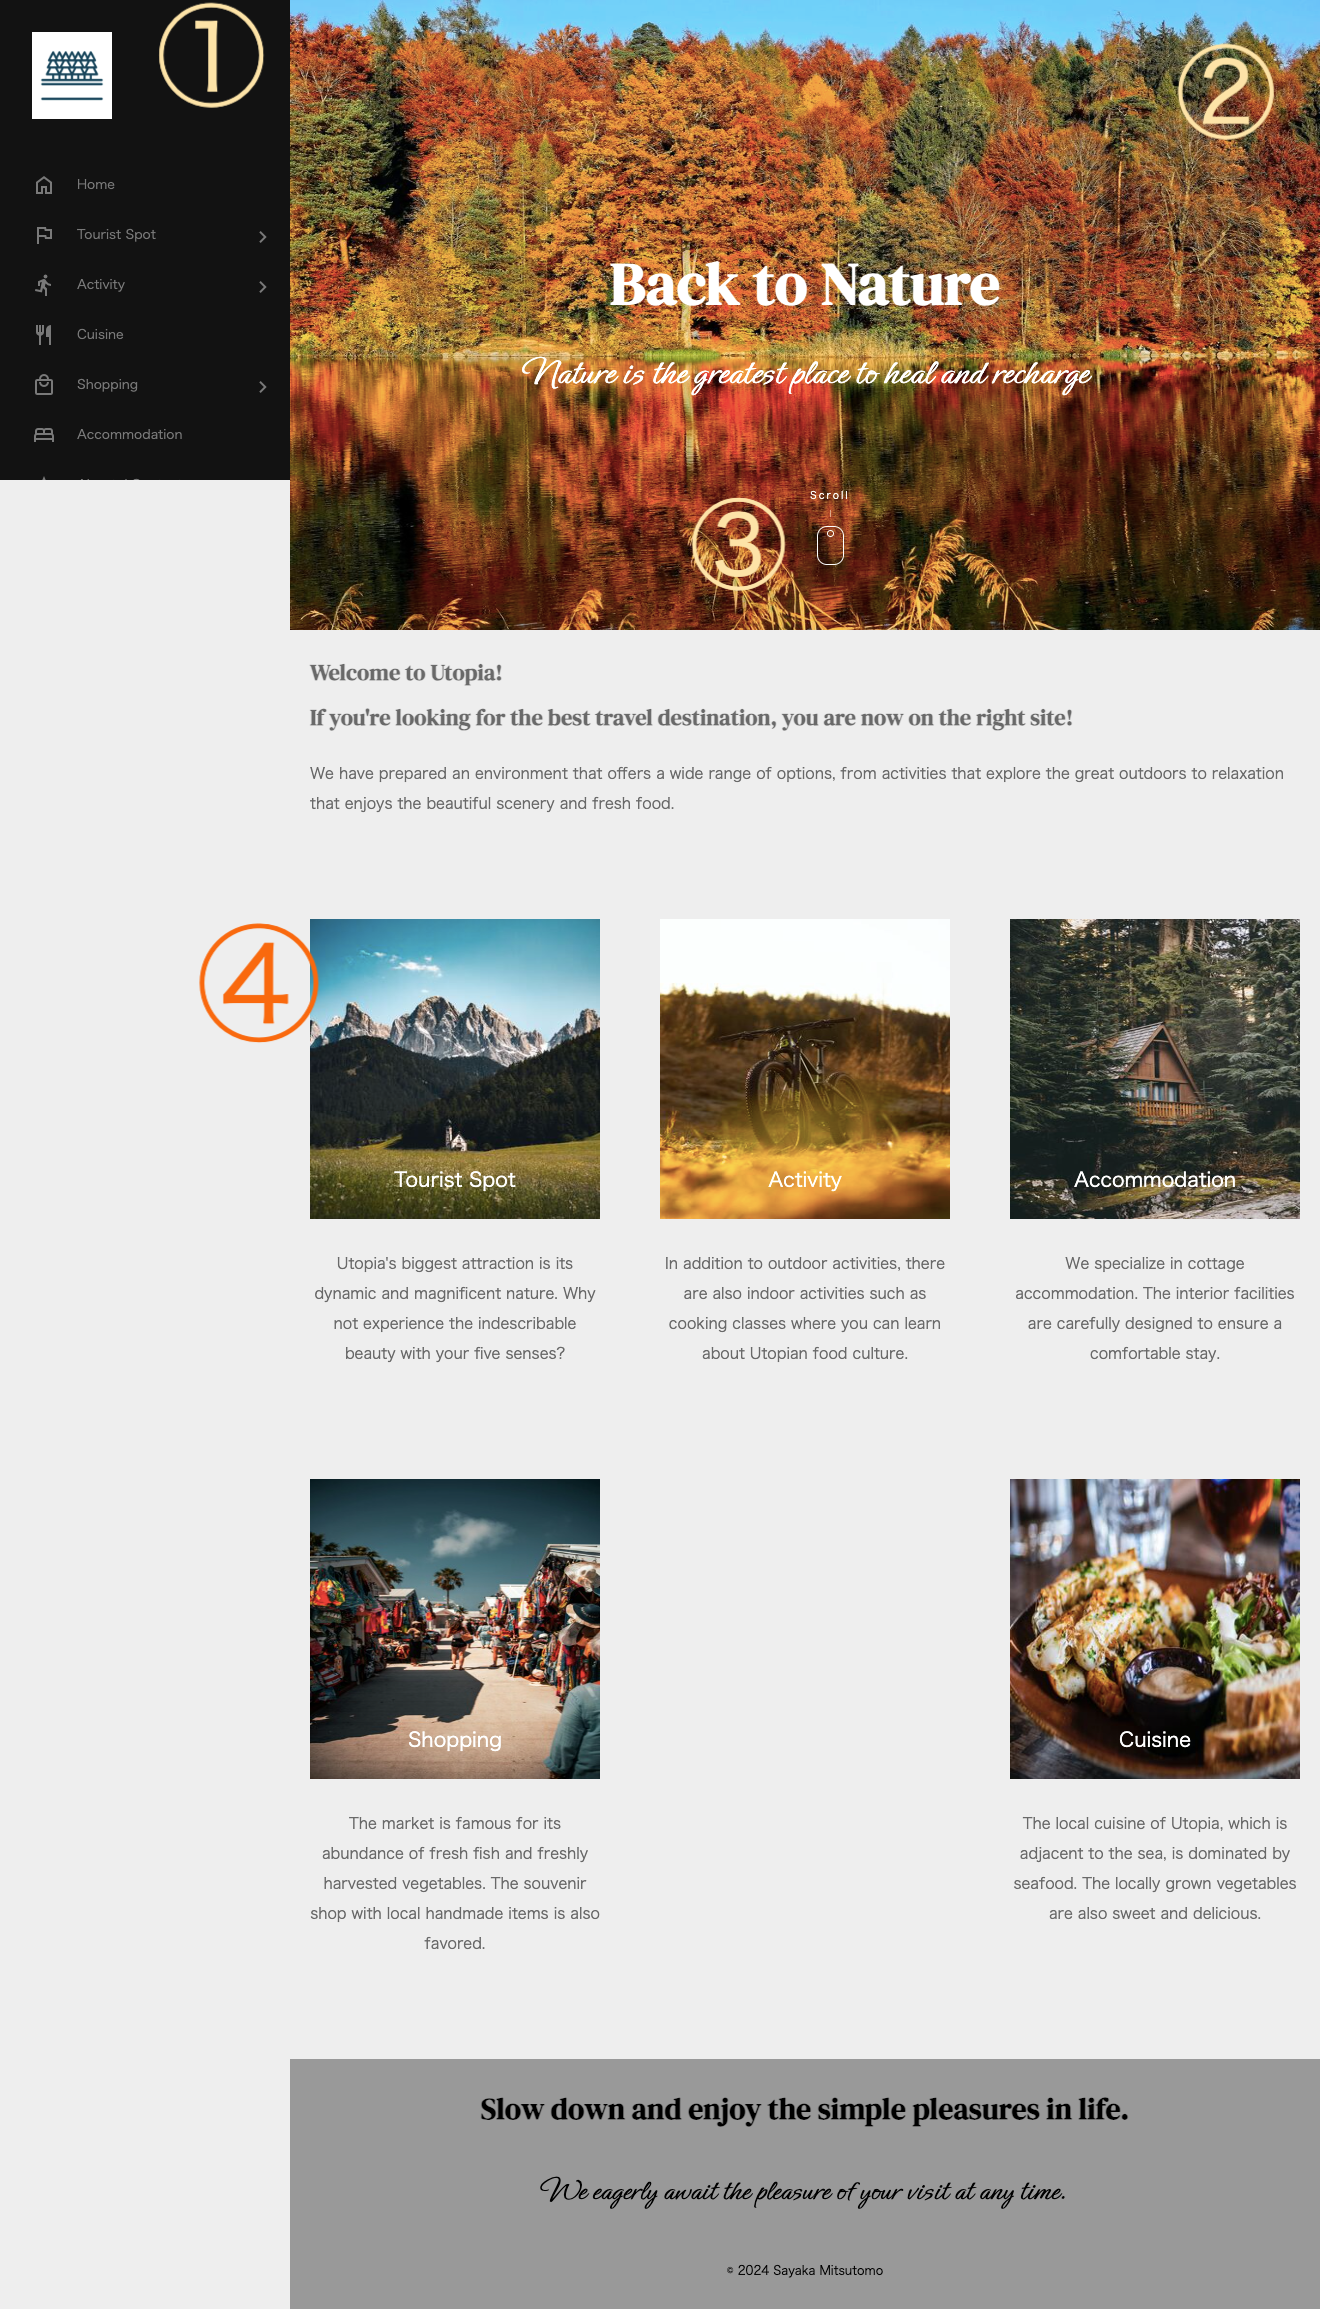 ①
Home
Tourist Spot
Activity
Cuisine
Shopping
Accommodation
②
Back to Nature
Nature is the greatest place to heal and recharge
Scroll
③
Welcome to Utopia!
If you're looking for the best travel destination, you are now on the right site!
We have prepared an environment that offers a wide range of options, from activities that explore the great outdoors to relaxation
that enjoys the beautiful scenery and fresh food.
④
Tourist Spot
Utopia's biggest attraction is its
dynamic and magnificent nature. Why
not experience the indescribable
beauty with your five senses?
Activity
In addition to outdoor activities, there
are also indoor activities such as
cooking classes where you can learn
about Utopian food culture.
Accommodation
We specialize in cottage
accommodation. The interior facilities
are carefully designed to ensure a
comfortable stay.
Shopping
The market is famous for its
abundance of fresh fish and freshly
harvested vegetables. The souvenir
shop with local handmade items is also
favored.
Cuisine
The local cuisine of Utopia, which is
adjacent to the sea, is dominated by
seafood. The locally grown vegetables
are also sweet and delicious.
Slow down and enjoy the simple pleasures in life.
We eagerly await the pleasure of your visit at any time.
© 2024 Sayaka Mitsutomo